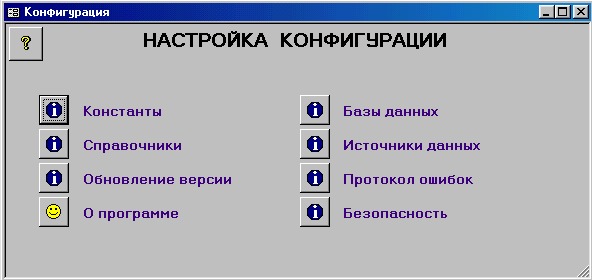 Конфигурация
?
НАСТРОЙКА КОНФИГУРАЦИИ
Константы
Справочники
Обновление версии
О программе
Базы данных
Источники данных
Протокол ошибок
Безопасность